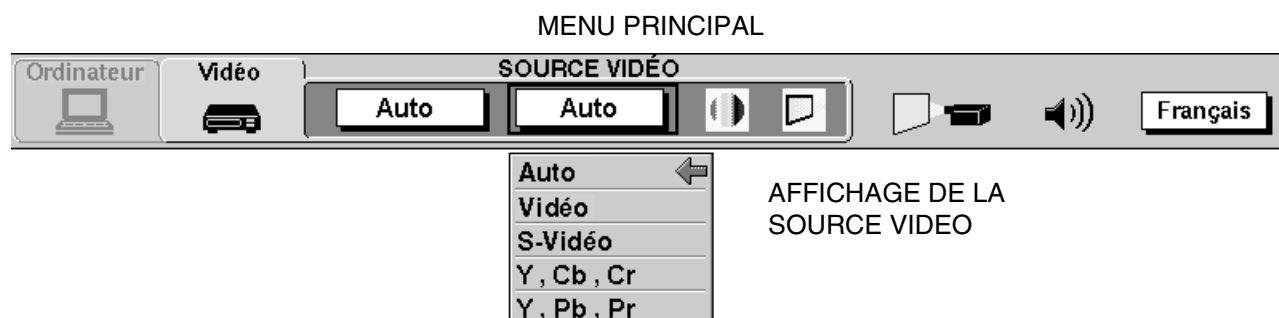 MENU PRINCIPAL
Ordinateur
Vidéo
SOURCE VIDÉO
Auto
Auto
Français
Auto
Vidéo
S-Vidéo
Y , Cb , Cr
Y , Pb , Pr
AFFICHAGE DE LA
SOURCE VIDEO